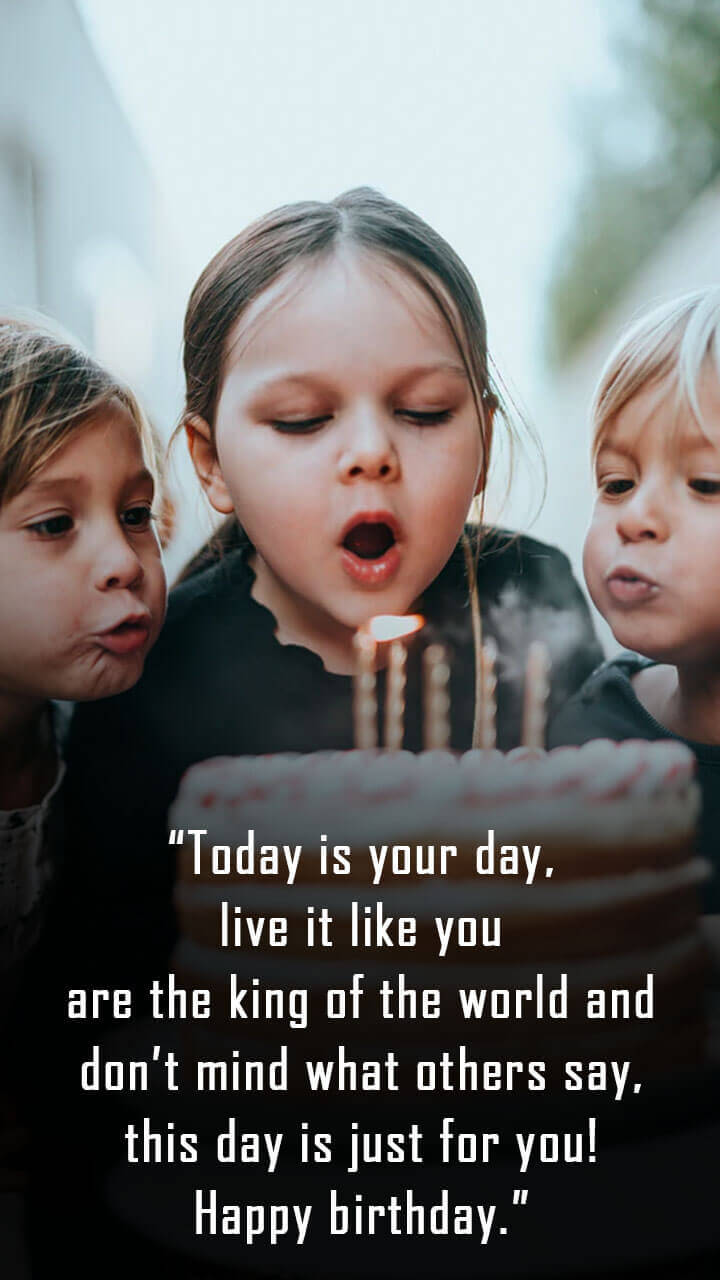 “Today is your day,
live it like you
are the king of the world and
don’t mind what others say,
this day is just for you!
Happy birthday.”